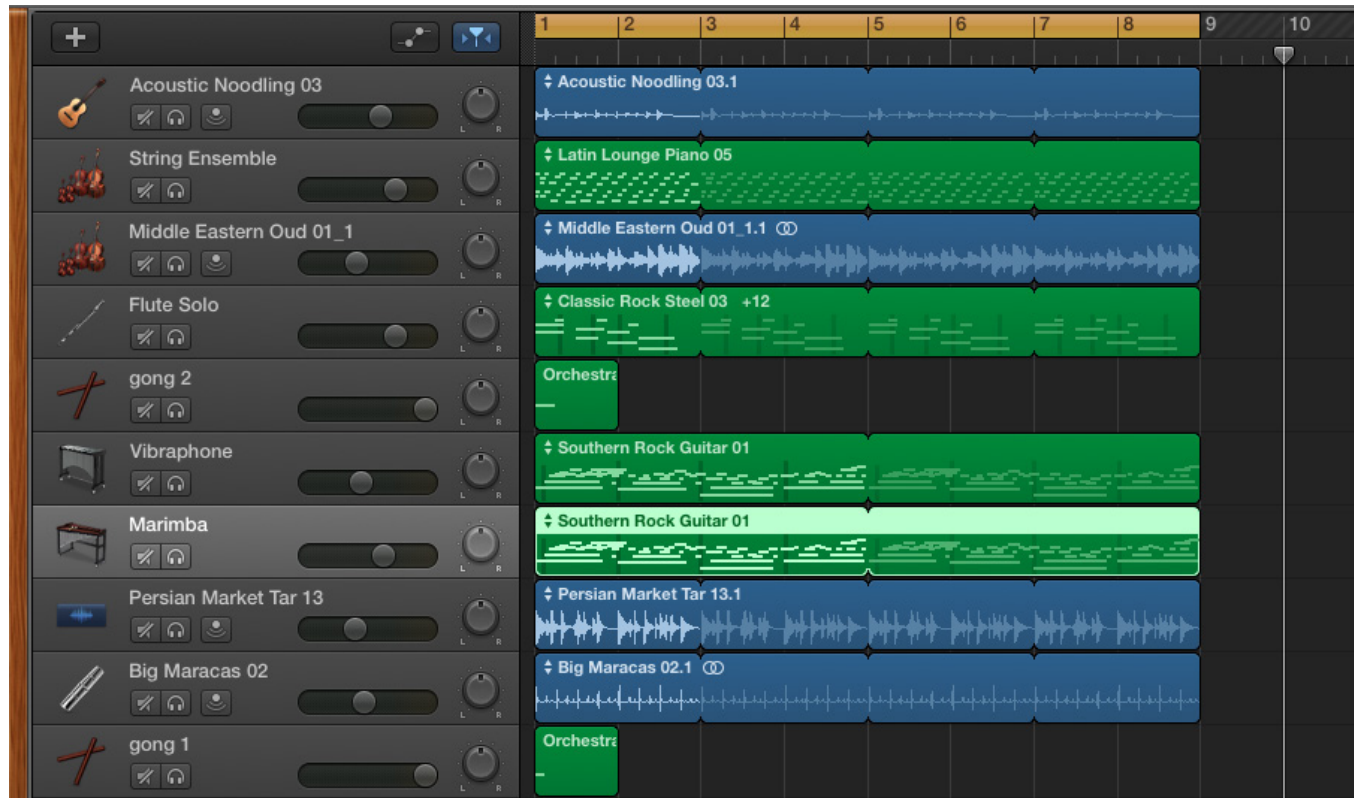 1 2 3 4 5 6 7 8 9 10
Acoustic Noodling 03
L R
Acoustic Noodling 03.1
String Ensemble
L R
Latin Lounge Piano 05
Middle Eastern Oud 01_1
L R
Middle Eastern Oud 01_1.1
Flute Solo
L R
Classic Rock Steel 03 +12
gong 2
L R
Orchestra
Vibraphone
L R
Southern Rock Guitar 01
Marimba
L R
Southern Rock Guitar 01
Persian Market Tar 13
L R
Persian Market Tar 13.1
Big Maracas 02
L R
Big Maracas 02.1
gong 1
L R
Orchestra